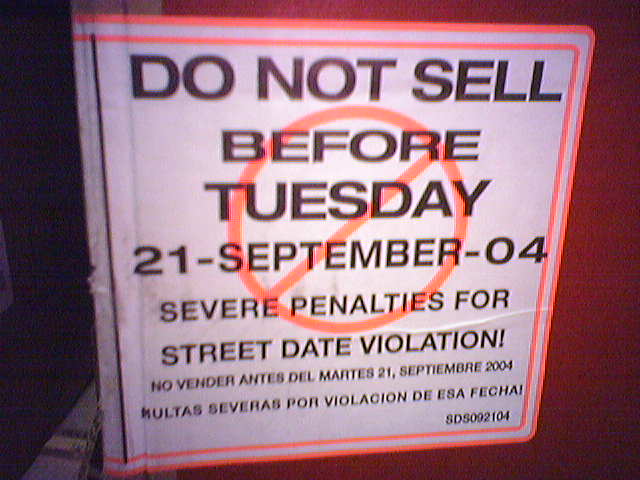 DO NOT SELL
BEFORE
TUESDAY
21-SEPTEMBER-04
SEVERE PENALTIES FOR
STREET DATE VIOLATION!
NO VENDER ANTES DEL MARTES 21, SEPTIEMBRE 2004
MULTAS SEVERAS POR VIOLACION DE ESA FECHA!
SDS092104